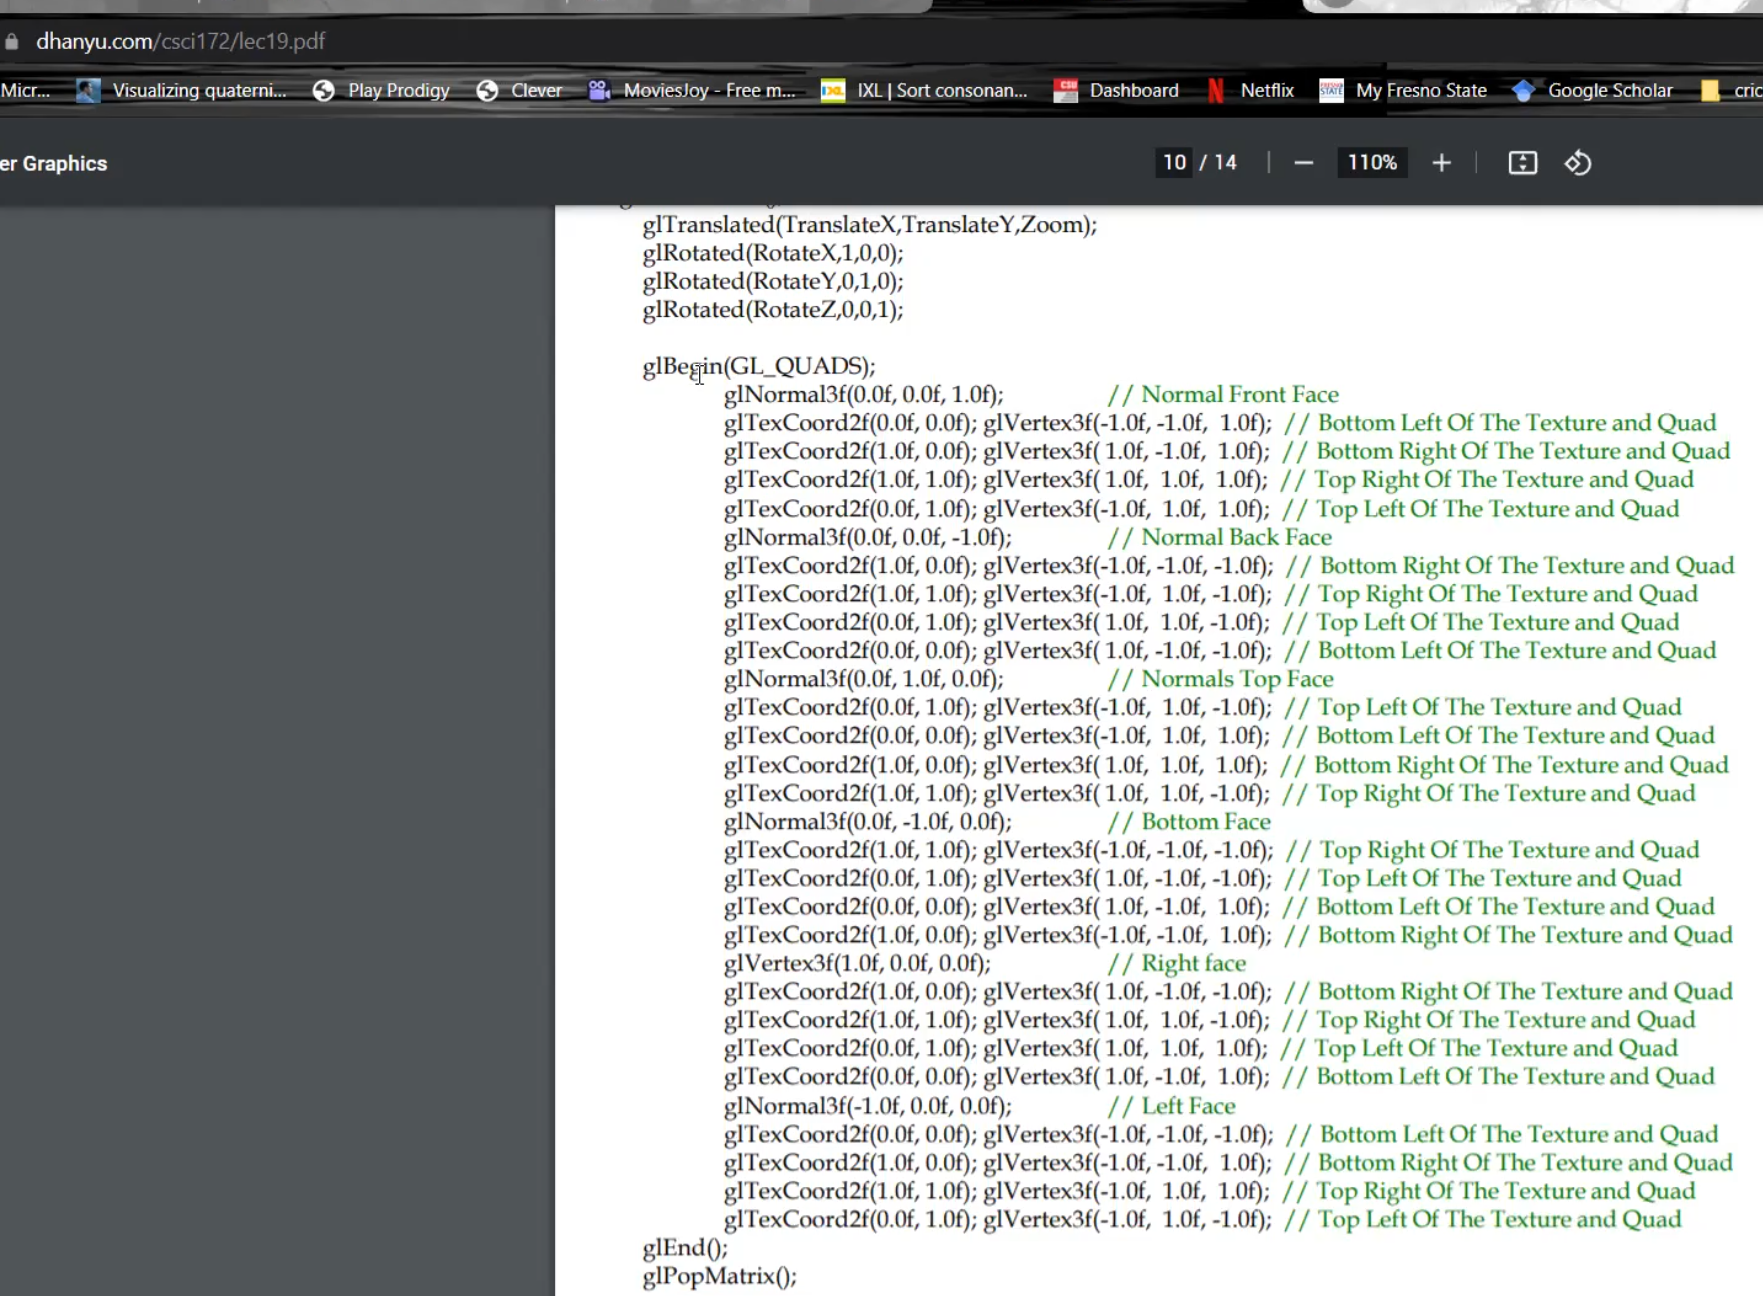 dhanyu.com/csci172/lec19.pdf
Micr... Visualizing quaterni... Play Prodigy Clever MoviesJoy - Free m... IXL | Sort consonan... CSU Dashboard Netflix My Fresno State Google Scholar cric
er Graphics 10 / 14 110%
glTranslated(TranslateX,TranslateY,Zoom);
glRotated(RotateX,1,0,0);
glRotated(RotateY,0,1,0);
glRotated(RotateZ,0,0,1);
glBegin(GL_QUADS);
glNormal3f(0.0f, 0.0f, 1.0f); // Normal Front Face
glTexCoord2f(0.0f, 0.0f); glVertex3f(-1.0f, -1.0f, 1.0f); // Bottom Left Of The Texture and Quad
glTexCoord2f(1.0f, 0.0f); glVertex3f( 1.0f, -1.0f, 1.0f); // Bottom Right Of The Texture and Quad
glTexCoord2f(1.0f, 1.0f); glVertex3f( 1.0f, 1.0f, 1.0f); // Top Right Of The Texture and Quad
glTexCoord2f(0.0f, 1.0f); glVertex3f(-1.0f, 1.0f, 1.0f); // Top Left Of The Texture and Quad
glNormal3f(0.0f, 0.0f, -1.0f); // Normal Back Face
glTexCoord2f(1.0f, 0.0f); glVertex3f(-1.0f, -1.0f, -1.0f); // Bottom Right Of The Texture and Quad
glTexCoord2f(1.0f, 1.0f); glVertex3f(-1.0f, 1.0f, -1.0f); // Top Right Of The Texture and Quad
glTexCoord2f(0.0f, 1.0f); glVertex3f( 1.0f, 1.0f, -1.0f); // Top Left Of The Texture and Quad
glTexCoord2f(0.0f, 0.0f); glVertex3f( 1.0f, -1.0f, -1.0f); // Bottom Left Of The Texture and Quad
glNormal3f(0.0f, 1.0f, 0.0f); // Normals Top Face
glTexCoord2f(0.0f, 1.0f); glVertex3f(-1.0f, 1.0f, -1.0f); // Top Left Of The Texture and Quad
glTexCoord2f(0.0f, 0.0f); glVertex3f(-1.0f, 1.0f, 1.0f); // Bottom Left Of The Texture and Quad
glTexCoord2f(1.0f, 0.0f); glVertex3f( 1.0f, 1.0f, 1.0f); // Bottom Right Of The Texture and Quad
glTexCoord2f(1.0f, 1.0f); glVertex3f( 1.0f, 1.0f, -1.0f); // Top Right Of The Texture and Quad
glNormal3f(0.0f, -1.0f, 0.0f); // Bottom Face
glTexCoord2f(1.0f, 1.0f); glVertex3f(-1.0f, -1.0f, -1.0f); // Top Right Of The Texture and Quad
glTexCoord2f(0.0f, 1.0f); glVertex3f( 1.0f, -1.0f, -1.0f); // Top Left Of The Texture and Quad
glTexCoord2f(0.0f, 0.0f); glVertex3f( 1.0f, -1.0f, 1.0f); // Bottom Left Of The Texture and Quad
glTexCoord2f(1.0f, 0.0f); glVertex3f(-1.0f, -1.0f, 1.0f); // Bottom Right Of The Texture and Quad
glVertex3f(1.0f, 0.0f, 0.0f); // Right face
glTexCoord2f(1.0f, 0.0f); glVertex3f( 1.0f, -1.0f, -1.0f); // Bottom Right Of The Texture and Quad
glTexCoord2f(1.0f, 1.0f); glVertex3f( 1.0f, 1.0f, -1.0f); // Top Right Of The Texture and Quad
glTexCoord2f(0.0f, 1.0f); glVertex3f( 1.0f, 1.0f, 1.0f); // Top Left Of The Texture and Quad
glTexCoord2f(0.0f, 0.0f); glVertex3f( 1.0f, -1.0f, 1.0f); // Bottom Left Of The Texture and Quad
glNormal3f(-1.0f, 0.0f, 0.0f); // Left Face
glTexCoord2f(0.0f, 0.0f); glVertex3f(-1.0f, -1.0f, -1.0f); // Bottom Left Of The Texture and Quad
glTexCoord2f(1.0f, 0.0f); glVertex3f(-1.0f, -1.0f, 1.0f); // Bottom Right Of The Texture and Quad
glTexCoord2f(1.0f, 1.0f); glVertex3f(-1.0f, 1.0f, 1.0f); // Top Right Of The Texture and Quad
glTexCoord2f(0.0f, 1.0f); glVertex3f(-1.0f, 1.0f, -1.0f); // Top Left Of The Texture and Quad
glEnd();
glPopMatrix();